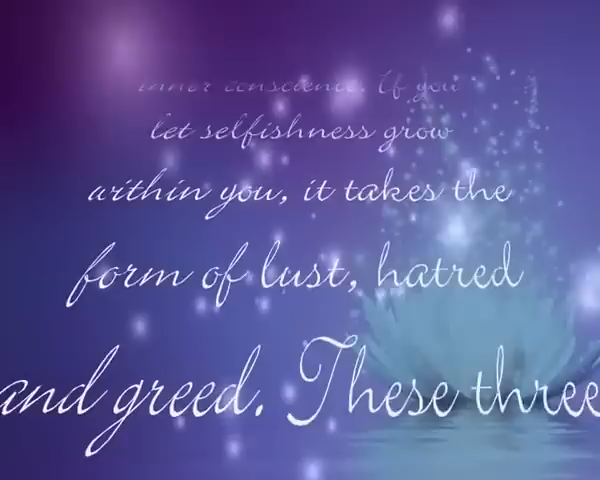 inner conscience. If you
let selfishness grow
within you, it takes the
form of lust, hatred
and greed. These three